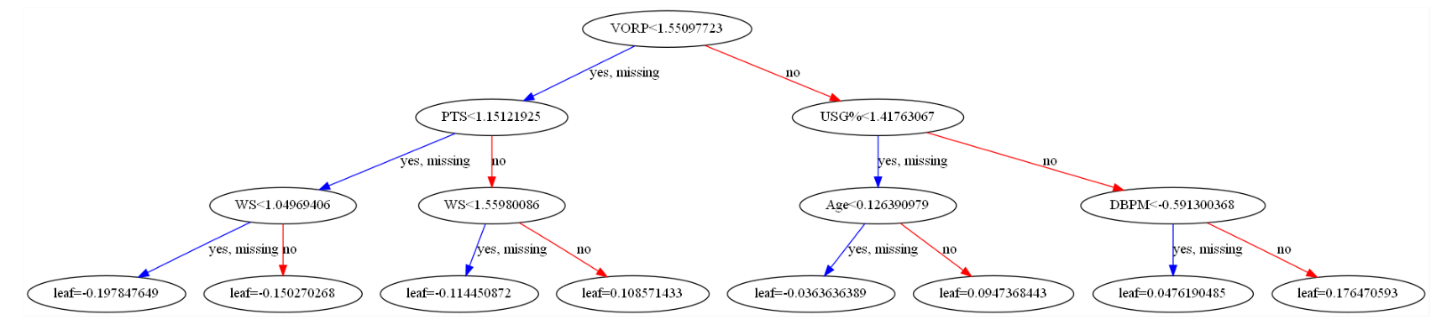 VORP<1.55097723
yes, missing
no
PTS<1.15121925
USG%<1.41763067
yes, missing
no
yes, missing
no
WS<1.04969406
WS<1.55980086
Age<0.126390979
DBPM<-0.591300368
yes, missing
no
yes, missing
no
yes, missing
no
yes, missing
no
leaf=-0.197847649
leaf=-0.150270268
leaf=-0.114450872
leaf=0.108571433
leaf=-0.0363636389
leaf=0.0947368443
leaf=0.0476190485
leaf=0.176470593